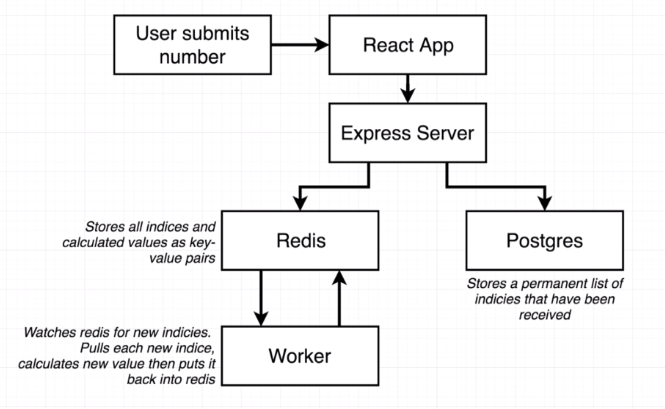 User submits
number
React App
Express Server
Stores all indices and
calculated values as key-
value pairs
Redis
Postgres
Stores a permanent list of
indicies that have been
received
Watches redis for new indicies.
Pulls each new indice,
calculates new value then puts it
back into redis
Worker